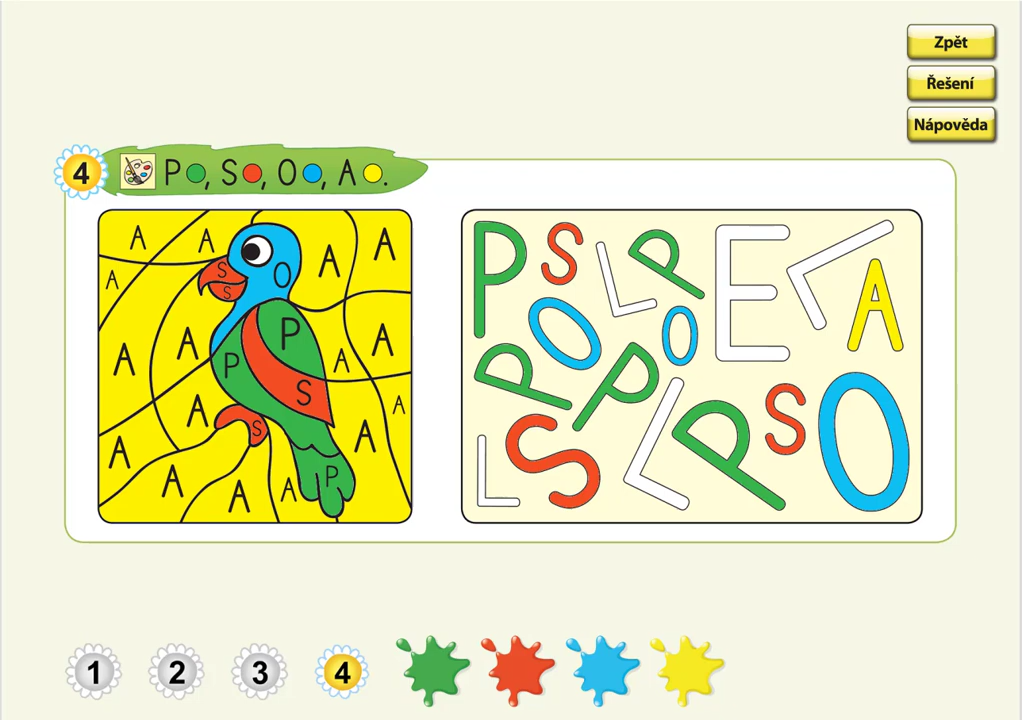 Zpět
Řešení
Nápověda
4 P, S, O, A.
A A A A
A S O
S
P A
A A P A
S A
A S A
A P
A A A
P S L P E L A
O O
P P L P S O
L S
1 2 3 4